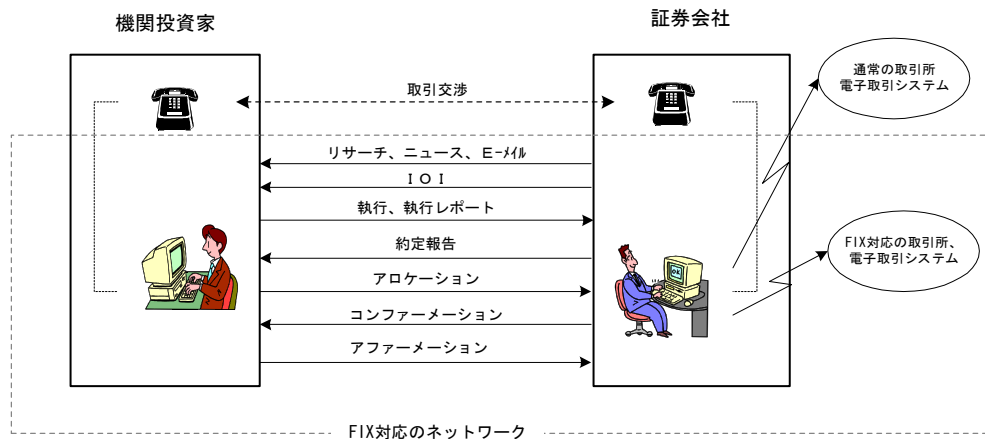 機関投資家
証券会社
通常の取引所
電子取引システム
取引交渉
リサーチ、ニュース、E-ﾒｲﾙ
ＩＯＩ
執行、執行レポート
約定報告
FIX対応の取引所、
電子取引システム
アロケーション
OK
コンファーメーション
アファーメーション
FIX対応のネットワーク